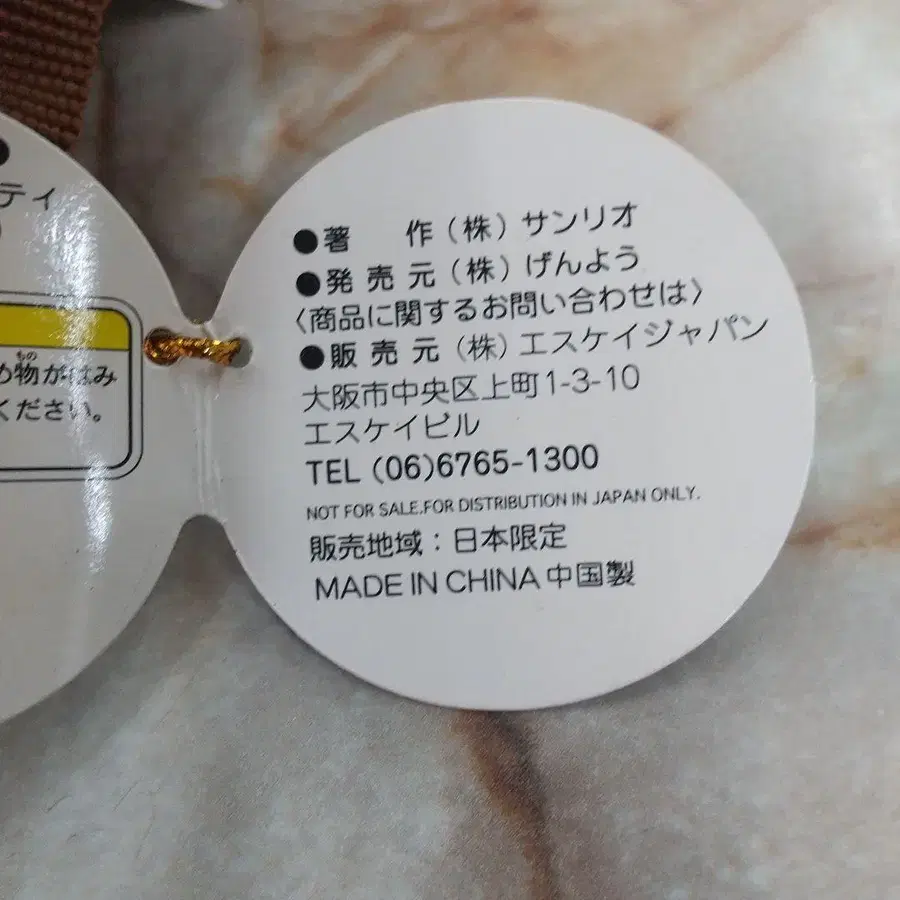 ティ
め物がはみ
ください。
●著 作（株）サンリオ
●発売元（株）げんよう
〈商品に関するお問い合わせは〉
●販売元（株）エスケイジャパン
大阪市中央区上町1-3-10
エスケイビル
TEL (06)6765-1300
NOT FOR SALE.FOR DISTRIBUTION IN JAPAN ONLY.
販売地域：日本限定
MADE IN CHINA 中国製